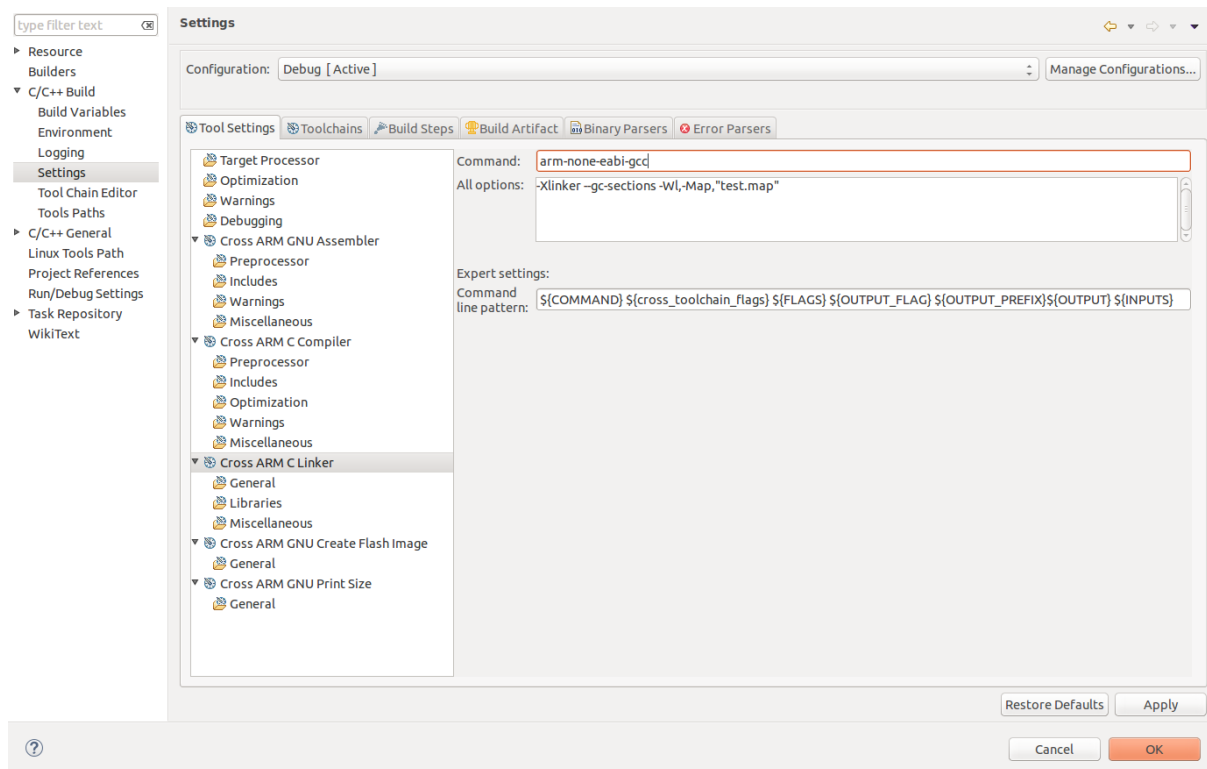 type filter text
Resource
Builders
C/C++ Build
Build Variables
Environment
Logging
Settings
Tool Chain Editor
Tools Paths
C/C++ General
Linux Tools Path
Project References
Run/Debug Settings
Task Repository
WikiText
Settings
Configuration: Debug [ Active ] Manage Configurations...
Tool Settings Toolchains Build Steps Build Artifact Binary Parsers Error Parsers
Target Processor
Optimization
Warnings
Debugging
Cross ARM GNU Assembler
Preprocessor
Includes
Warnings
Miscellaneous
Cross ARM C Compiler
Preprocessor
Includes
Optimization
Warnings
Miscellaneous
Cross ARM C Linker
General
Libraries
Miscellaneous
Cross ARM GNU Create Flash Image
General
Cross ARM GNU Print Size
General
Command: arm-none-eabi-gcc
All options: -Xlinker --gc-sections -Wl,-Map,"test.map"
Expert settings:
Command
line pattern: ${COMMAND} ${cross_toolchain_flags} ${FLAGS} ${OUTPUT_FLAG} ${OUTPUT_PREFIX}${OUTPUT} ${INPUTS}
Restore Defaults Apply
? Cancel OK